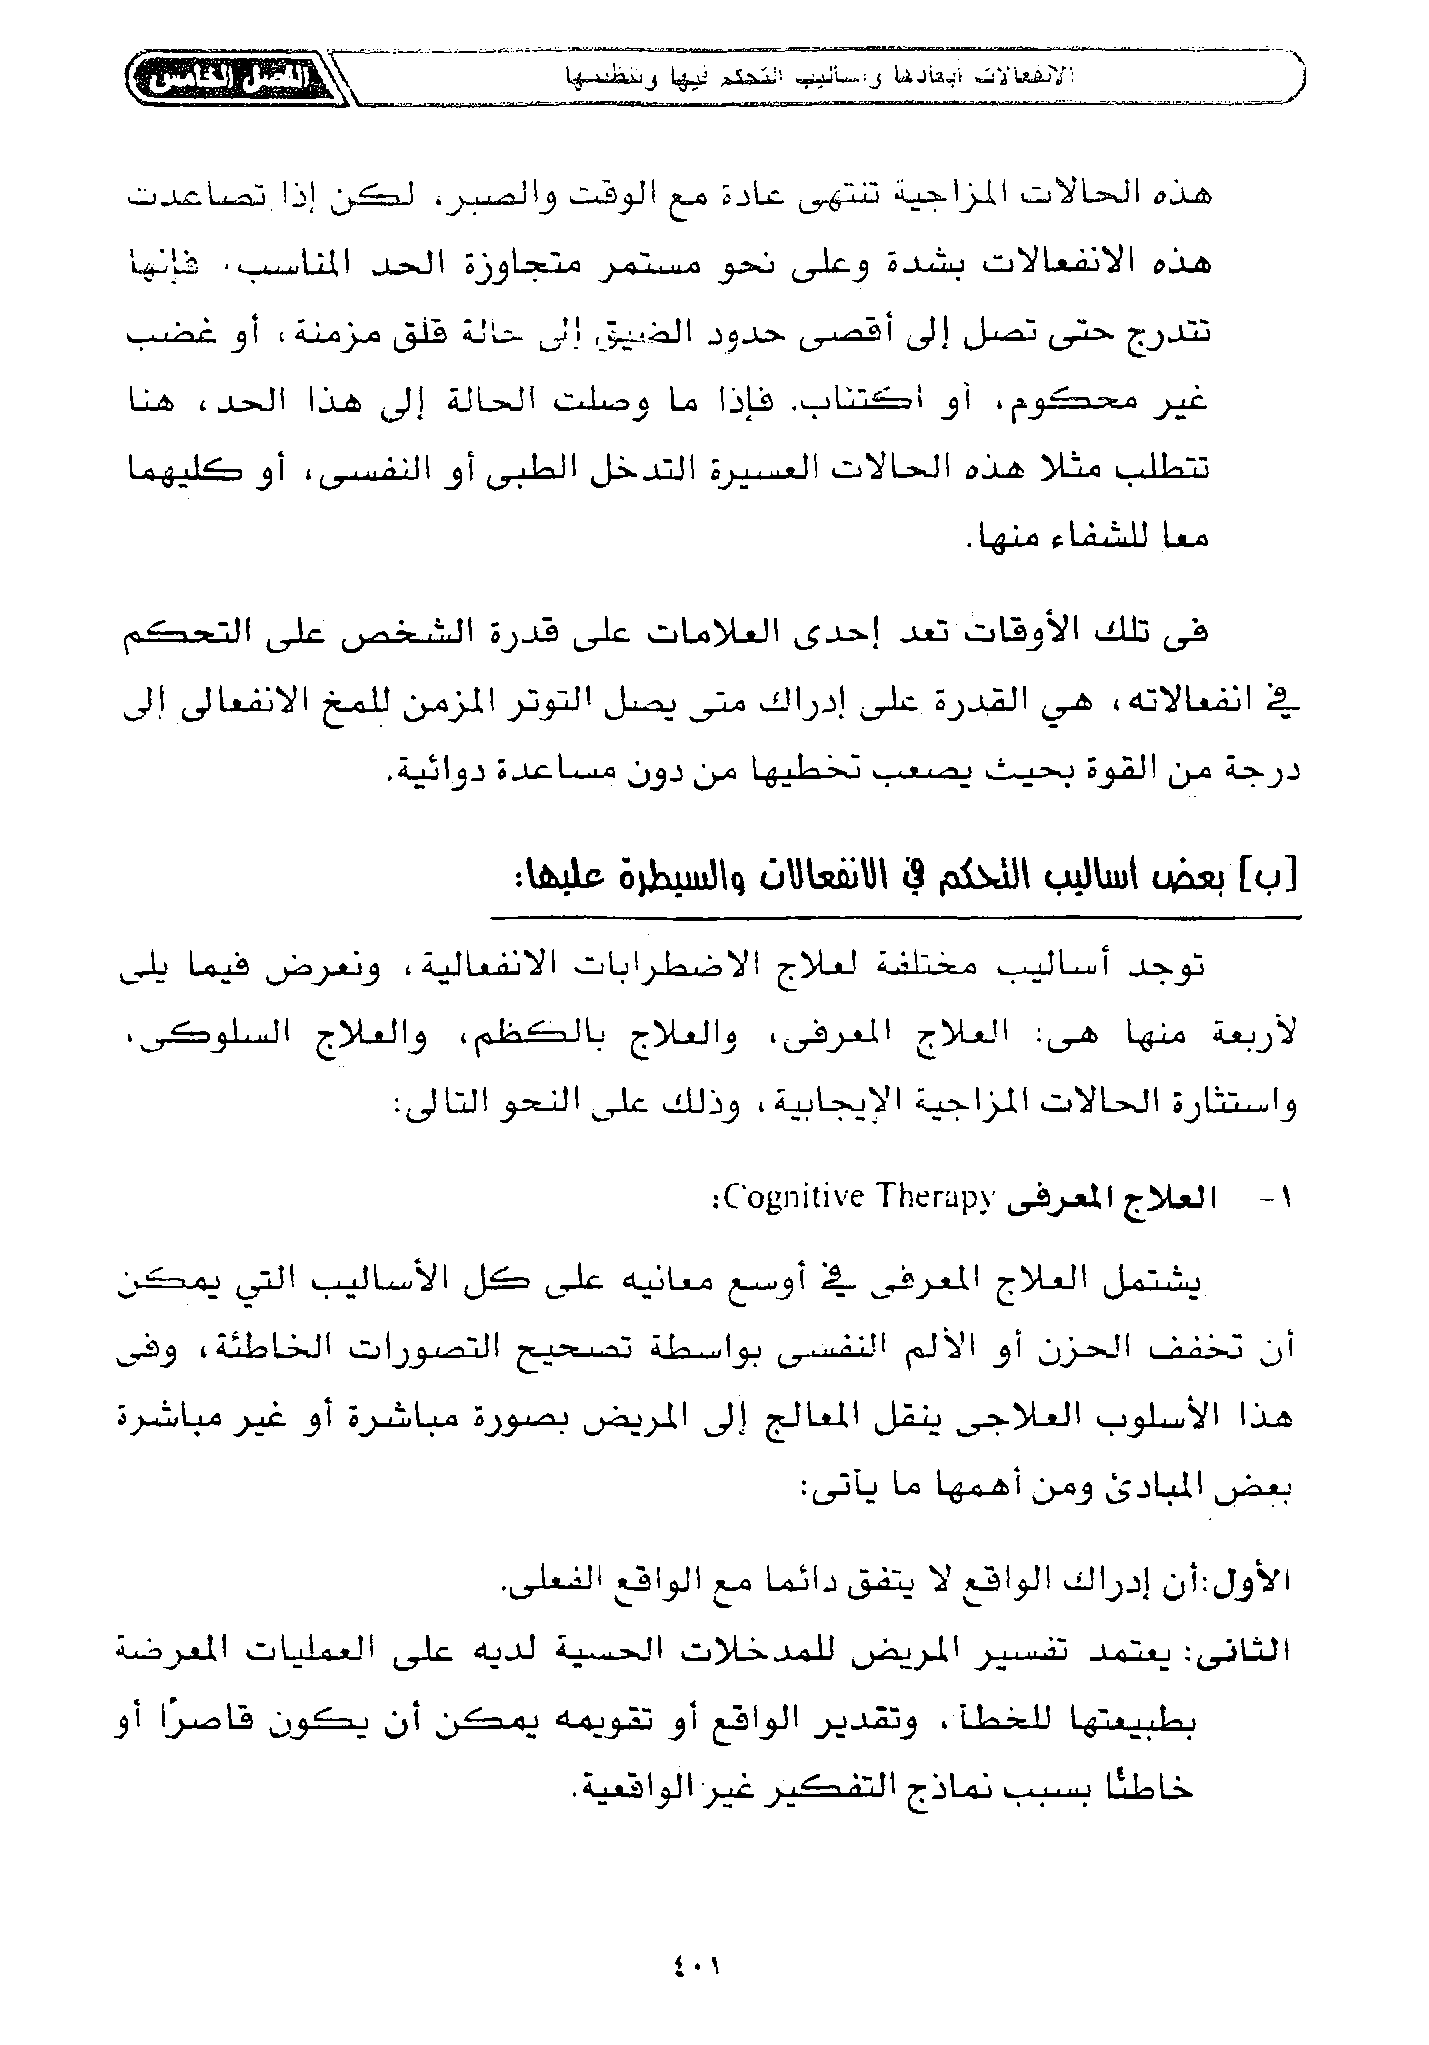 الانفعالات أبعادها وأساليب التحكم فيها وتنظيمها
الفصل الخامس
هذه الحالات المزاجية تنتهى عادة مع الوقت والصبر، لكن إذا تصاعدت
هذه الانفعالات بشدة وعلى نحو مستمر متجاوزة الحد المناسب، فإنها
تتدرج حتى تصل إلى أقصى حدود الضيق إلى حالة قلق مزمنة، أو غضب
غير محكوم، أو اكتئاب. فإذا ما وصلت الحالة إلى هذا الحد، هنا
تتطلب مثلا هذه الحالات العسيرة التدخل الطبى أو النفسى، أو كليهما
معا للشفاء منها.
فى تلك الأوقات تعد إحدى العلامات على قدرة الشخص على التحكم
في انفعالاته، هي القدرة على إدراك متى يصل التوتر المزمن للمخ الانفعالى إلى
درجة من القوة بحيث يصعب تخطيها من دون مساعدة دوائية.
[ب] بعض أساليب التحكم في الانفعالات والسيطرة عليها:
توجد أساليب مختلفة لعلاج الاضطرابات الانفعالية، ونعرض فيما يلى
لأربعة منها هى: العلاج المعرفى، والعلاج بالكظم، والعلاج السلوكى،
واستثارة الحالات المزاجية الإيجابية، وذلك على النحو التالى:
١- العلاج المعرفى Cognitive Therapy:
يشتمل العلاج المعرفى في أوسع معانيه على كل الأساليب التي يمكن
أن تخفف الحزن أو الألم النفسى بواسطة تصحيح التصورات الخاطئة، وفى
هذا الأسلوب العلاجى ينقل المعالج إلى المريض بصورة مباشرة أو غير مباشرة
بعض المبادئ ومن أهمها ما يأتى:
الأول:أن إدراك الواقع لا يتفق دائما مع الواقع الفعلى.
الثانى: يعتمد تفسير المريض للمدخلات الحسية لديه على العمليات المعرضة
بطبيعتها للخطأ، وتقدير الواقع أو تقويمه يمكن أن يكون قاصرًا أو
خاطئًا بسبب نماذج التفكير غير الواقعية.
٤٠١